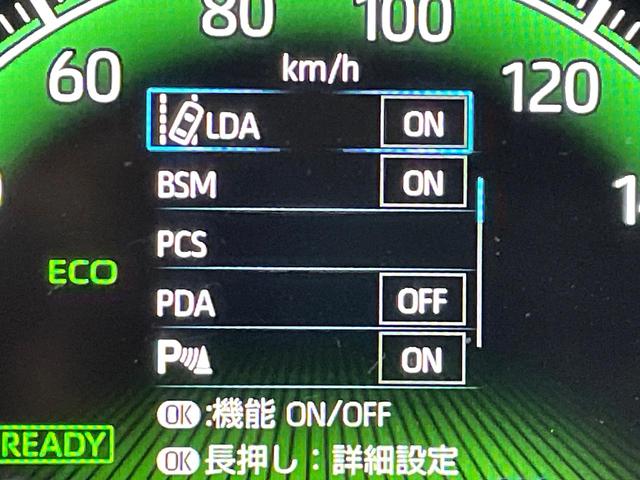 80 100
60 km/h 120
LDA ON
BSM ON
PCS
ECO
PDA OFF
P ON
OK:機能 ON/OFF
READY
OK 長押し：詳細設定